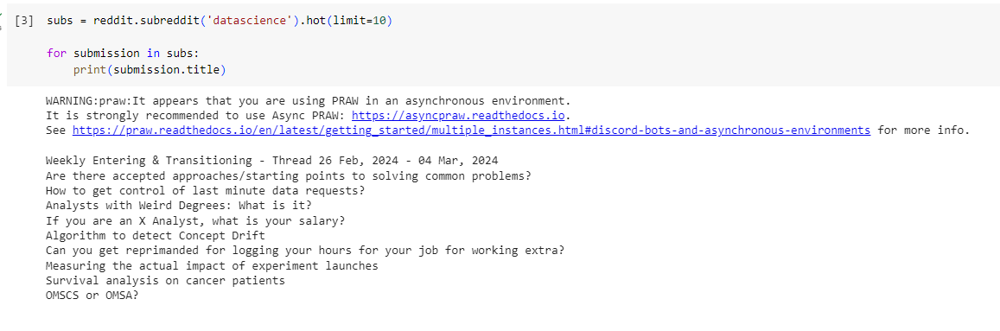 [3] subs = reddit.subreddit('datascience').hot(limit=10)
for submission in subs:
print(submission.title)
WARNING:praw:It appears that you are using PRAW in an asynchronous environment.
It is strongly recommended to use Async PRAW: https://asyncpraw.readthedocs.io.
See https://praw.readthedocs.io/en/latest/getting_started/multiple_instances.html#discord-bots-and-asynchronous-environments for more info.
Weekly Entering & Transitioning - Thread 26 Feb, 2024 - 04 Mar, 2024
Are there accepted approaches/starting points to solving common problems?
How to get control of last minute data requests?
Analysts with Weird Degrees: What is it?
If you are an X Analyst, what is your salary?
Algorithm to detect Concept Drift
Can you get reprimanded for logging your hours for your job for working extra?
Measuring the actual impact of experiment launches
Survival analysis on cancer patients
OMSCS or OMSA?